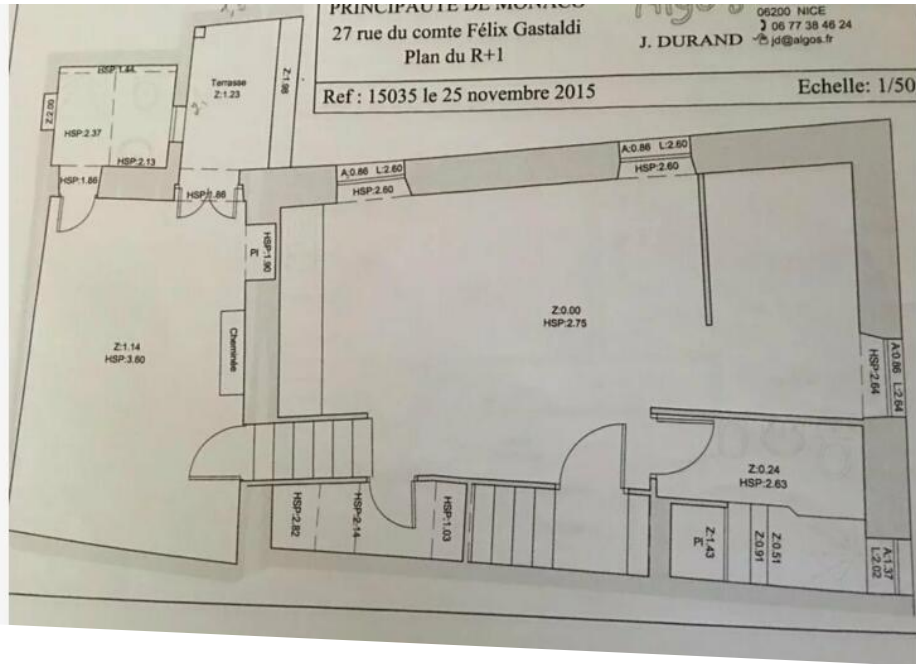 PRINCIPAUTE DE MONACO
27 rue du comte Félix Gastaldi
Plan du R+1
06200 NICE
06 77 38 46 24
J. DURAND jd@algos.fr
Ref : 15035 le 25 novembre 2015
Echelle: 1/50
HSP:1.44
Terrasse
Z:1.23
Z:1.98
Z:2.00
HSP:2.37
HSP:2.13
HSP:1.86
HSP:1.86
A:0.86 L:2.60
HSP:2.60
A:0.86 L:2.60
HSP:2.60
HSP:1.90
Pl
Z:0.00
HSP:2.75
Z:1.14
HSP:3.60
Cheminée
A:0.86 L:2.64
HSP:2.64
Z:0.24
HSP:2.63
HSP:2.82
HSP:2.14
HSP:1.03
Z:1.43
Pl
Z:0.51
Z:0.91
A:1.37
L:2.02